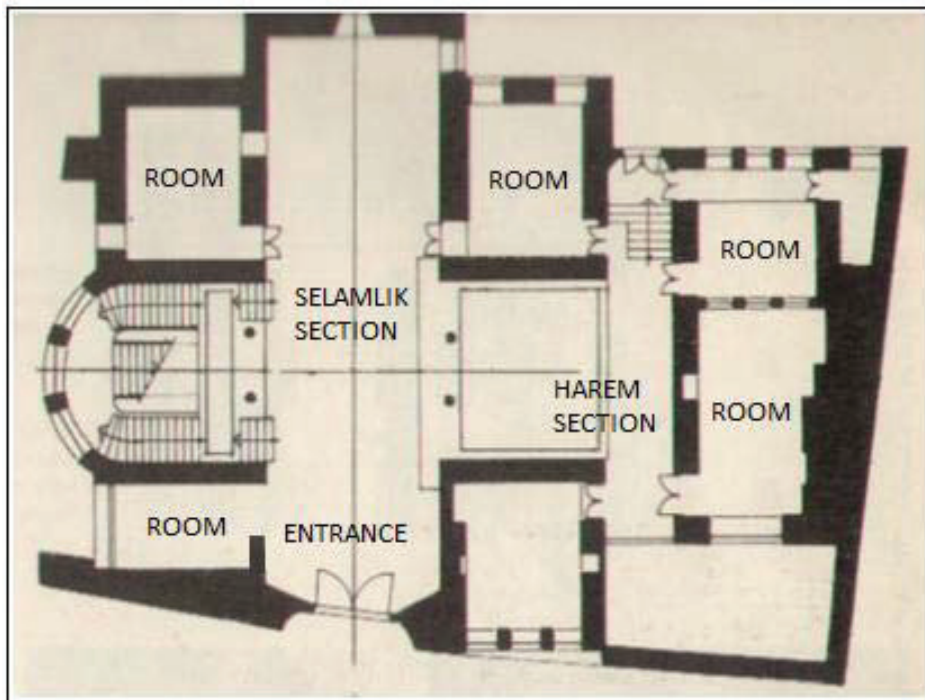 ROOM
ROOM
ROOM
SELAMLIK
SECTION
HAREM
SECTION
ROOM
ROOM
ENTRANCE